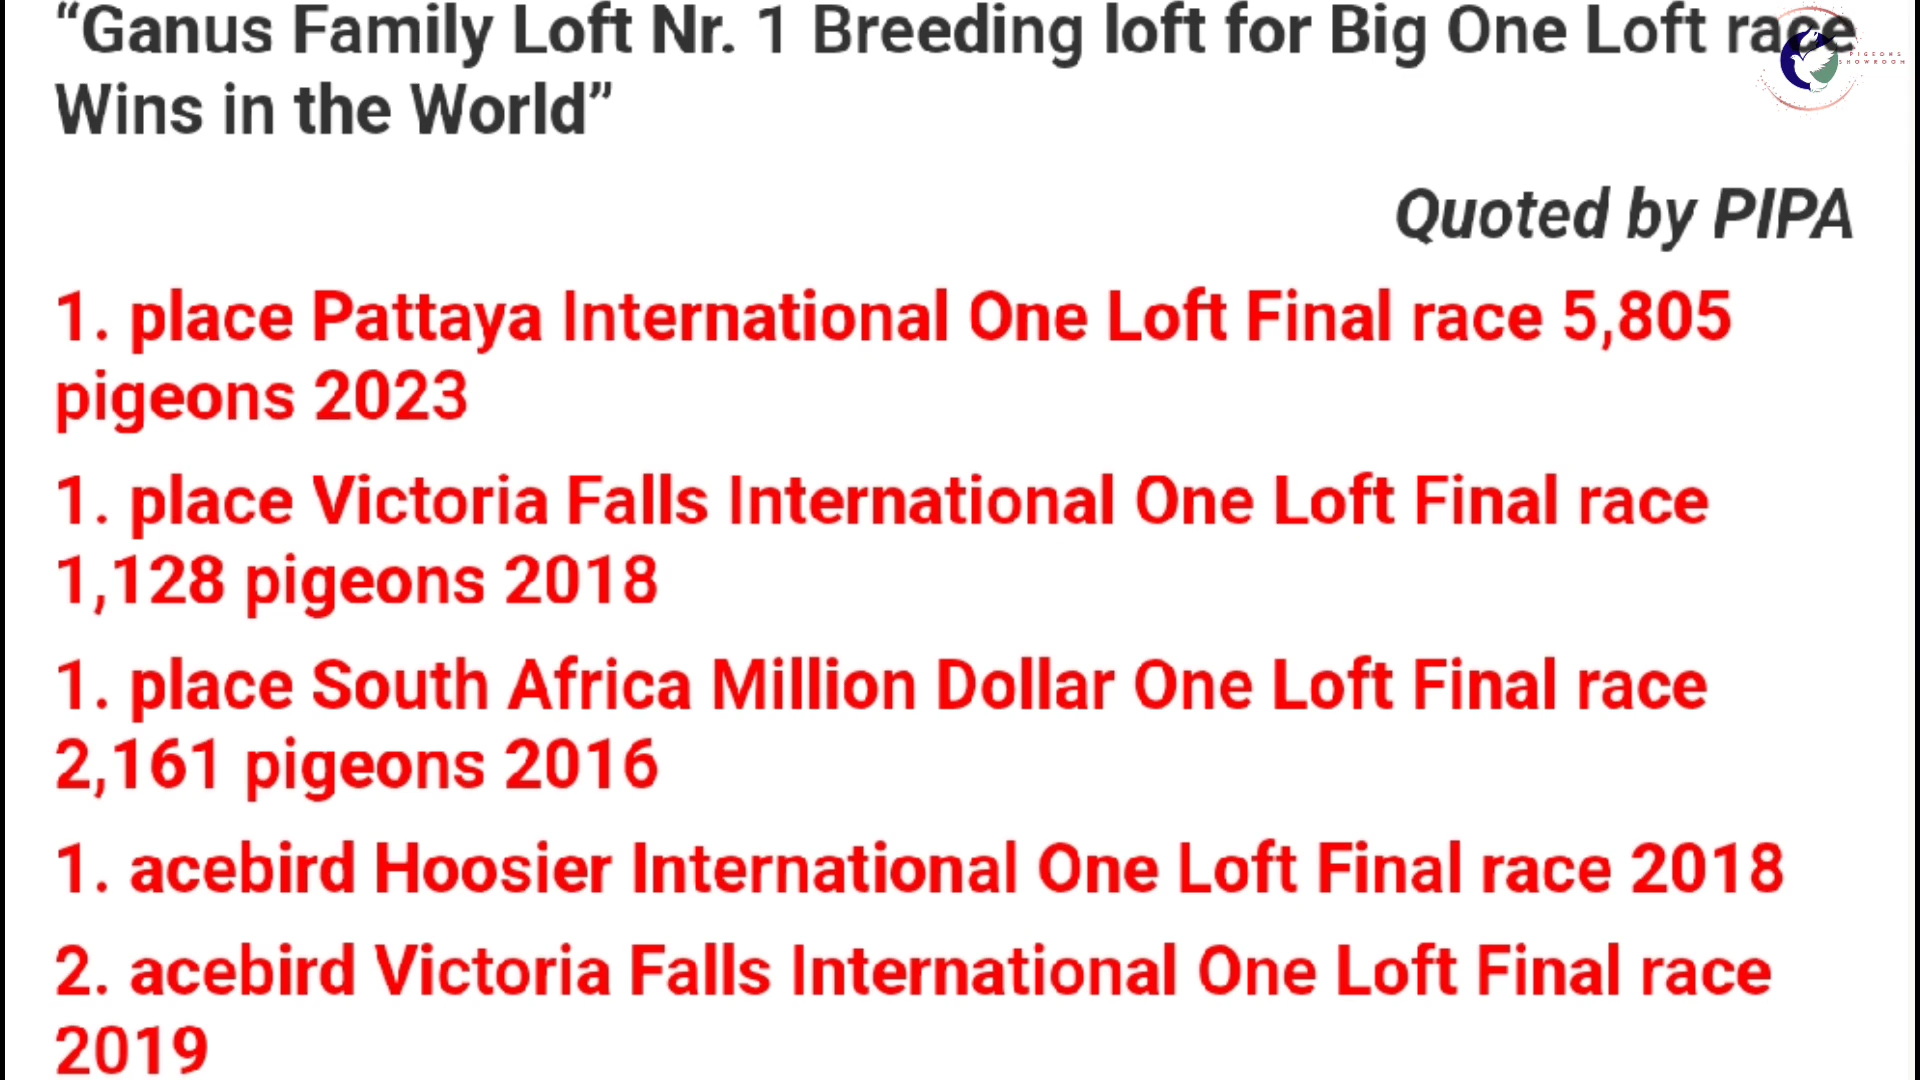 “Ganus Family Loft Nr. 1 Breeding loft for Big One Loft race
Wins in the World”
PIGEONS
SHOWROOM
Quoted by PIPA
1. place Pattaya International One Loft Final race 5,805
pigeons 2023
1. place Victoria Falls International One Loft Final race
1,128 pigeons 2018
1. place South Africa Million Dollar One Loft Final race
2,161 pigeons 2016
1. acebird Hoosier International One Loft Final race 2018
2. acebird Victoria Falls International One Loft Final race
2019